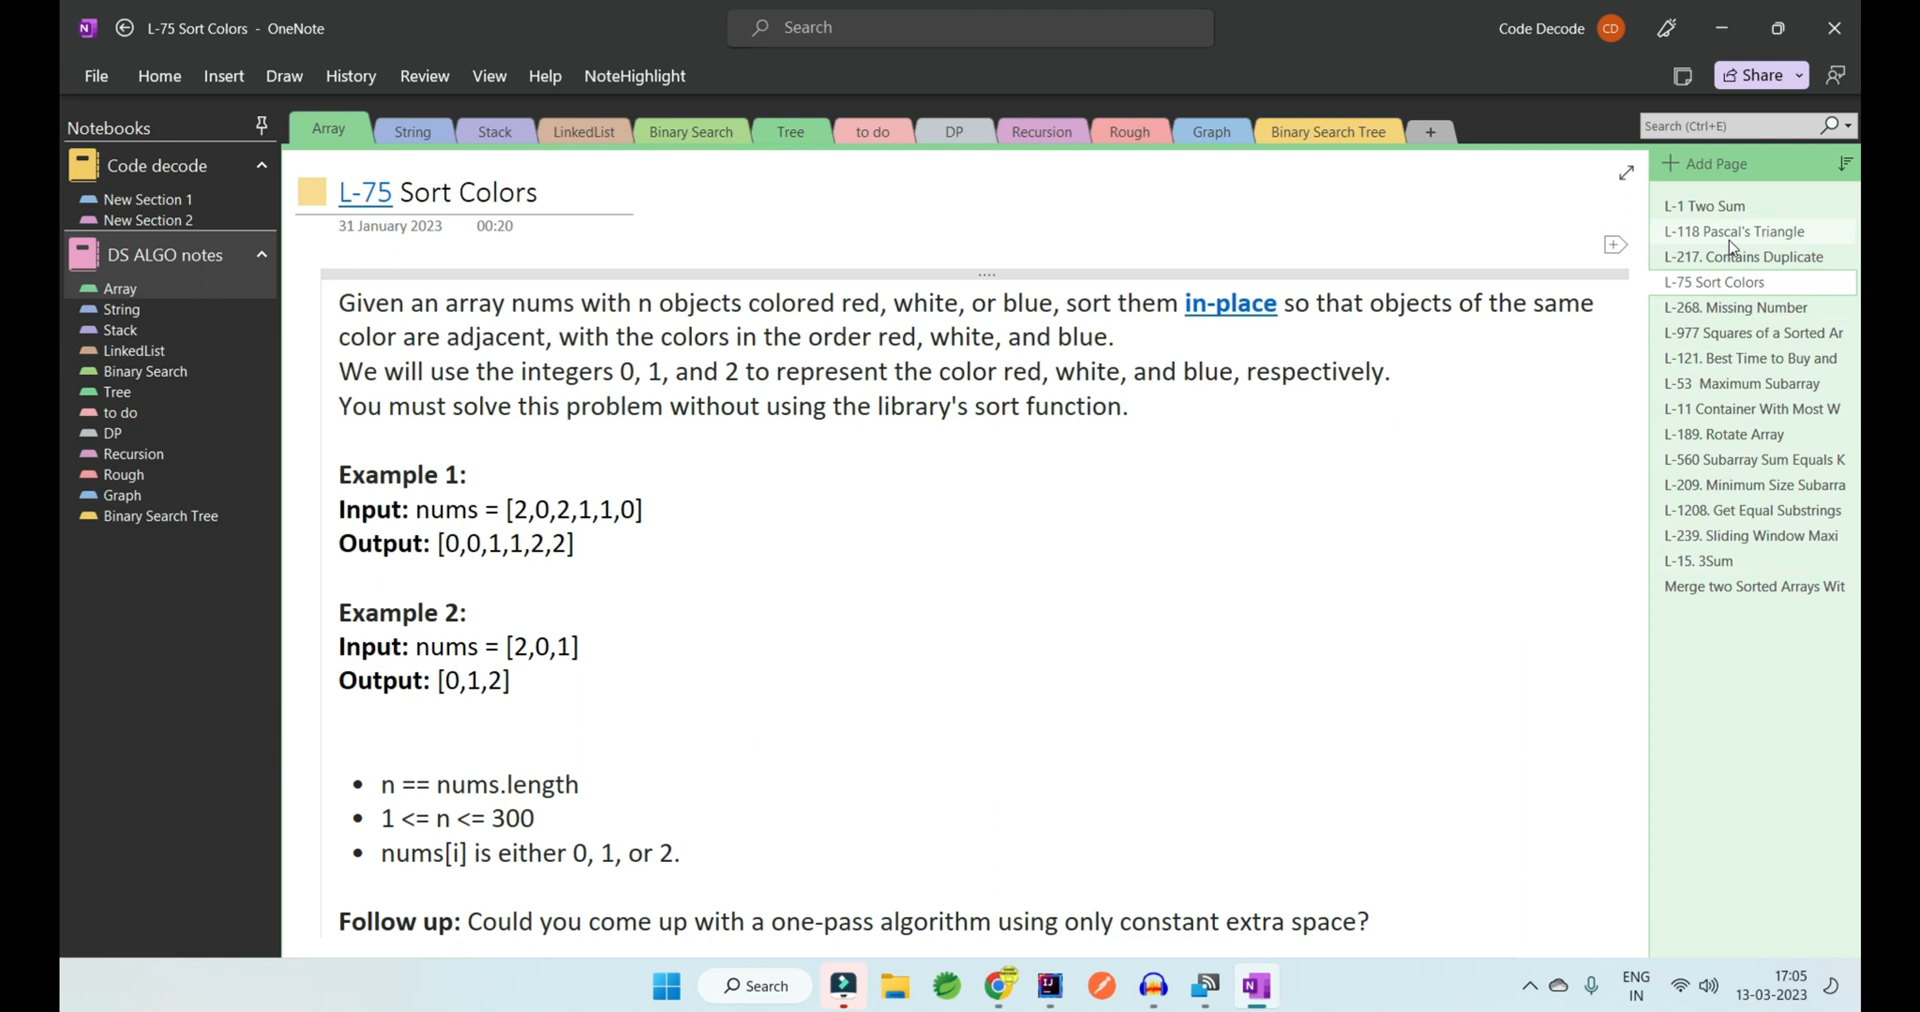 L-75 Sort Colors - OneNote
Search
Code Decode CD
File Home Insert Draw History Review View Help NoteHighlight
Share
Notebooks
Code decode
New Section 1
New Section 2
DS ALGO notes
Array
String
Stack
LinkedList
Binary Search
Tree
to do
DP
Recursion
Rough
Graph
Binary Search Tree
Array String Stack LinkedList Binary Search Tree to do DP Recursion Rough Graph Binary Search Tree +
Search (Ctrl+E)
L-75 Sort Colors
31 January 2023 00:20
Given an array nums with n objects colored red, white, or blue, sort them in-place so that objects of the same
color are adjacent, with the colors in the order red, white, and blue.
We will use the integers 0, 1, and 2 to represent the color red, white, and blue, respectively.
You must solve this problem without using the library's sort function.
Example 1:
Input: nums = [2,0,2,1,1,0]
Output: [0,0,1,1,2,2]
Example 2:
Input: nums = [2,0,1]
Output: [0,1,2]
• n == nums.length
• 1 <= n <= 300
• nums[i] is either 0, 1, or 2.
Follow up: Could you come up with a one-pass algorithm using only constant extra space?
Add Page
L-1 Two Sum
L-118 Pascal's Triangle
L-217. Contains Duplicate
L-75 Sort Colors
L-268. Missing Number
L-977 Squares of a Sorted Ar
L-121. Best Time to Buy and
L-53 Maximum Subarray
L-11 Container With Most W
L-189. Rotate Array
L-560 Subarray Sum Equals K
L-209. Minimum Size Subarra
L-1208. Get Equal Substrings
L-239. Sliding Window Maxi
L-15. 3Sum
Merge two Sorted Arrays Wit
Search
ENG
IN
17:05
13-03-2023